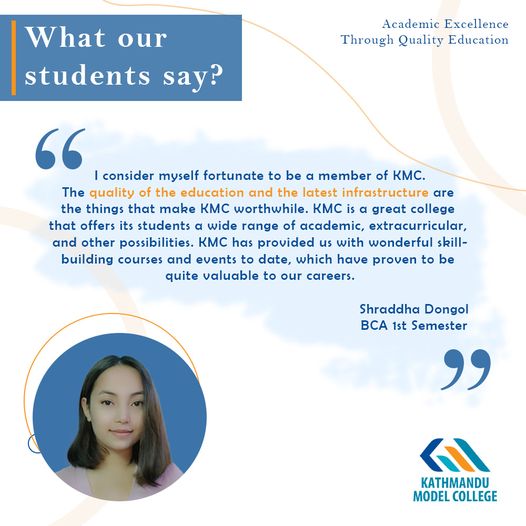 What our
students say?
Academic Excellence
Through Quality Education
“
I consider myself fortunate to be a member of KMC.
The quality of the education and the latest infrastructure are
the things that make KMC worthwhile. KMC is a great college
that offers its students a wide range of academic, extracurricular,
and other possibilities. KMC has provided us with wonderful skill-
building courses and events to date, which have proven to be
quite valuable to our careers.
Shraddha Dongol
BCA 1st Semester
”
KATHMANDU
MODEL COLLEGE